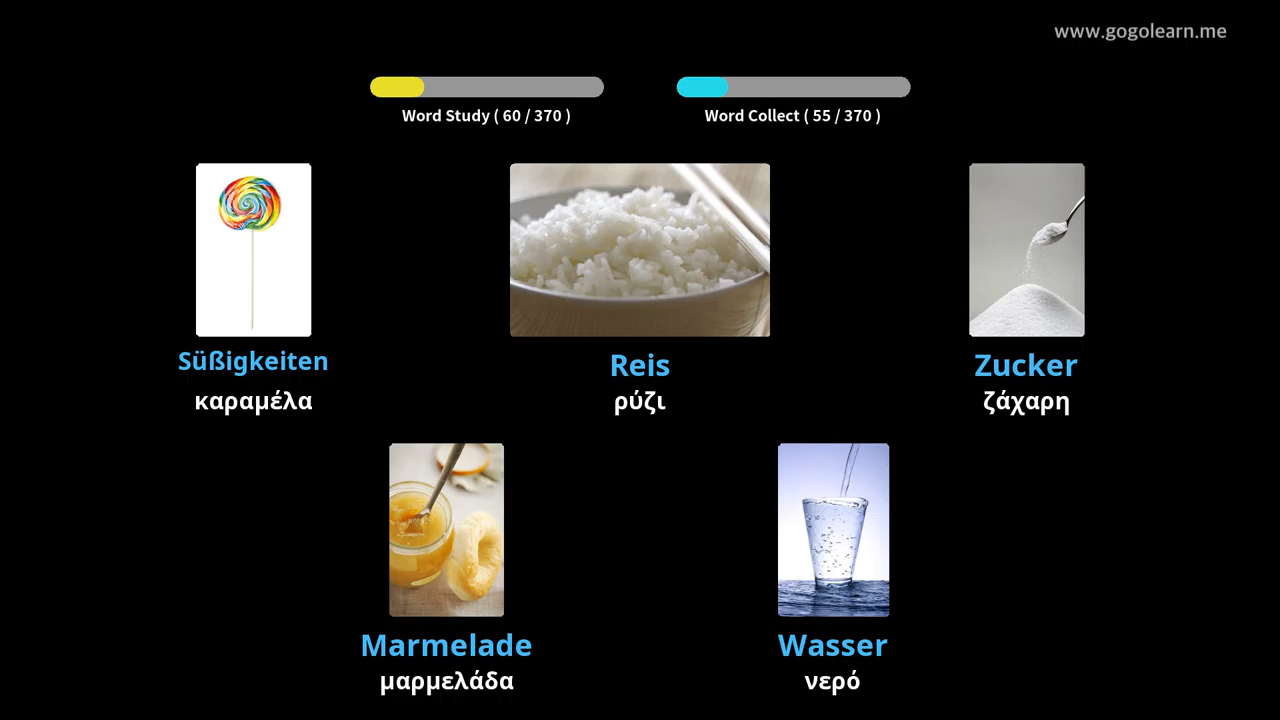 www.gogolearn.me
Word Study ( 60 / 370 )
Word Collect ( 55 / 370 )
Süßigkeiten
καραμέλα
Reis
ρύζι
Zucker
ζάχαρη
Marmelade
μαρμελάδα
Wasser
νερό